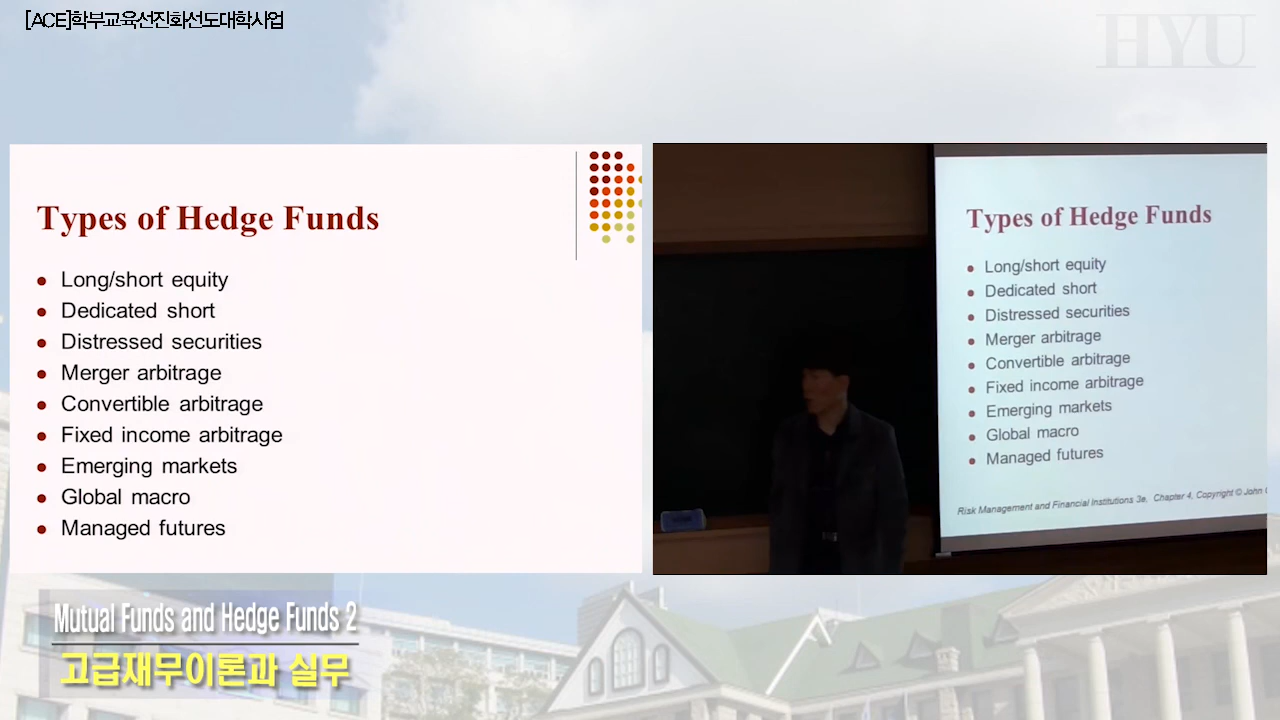 [ACE]학부교육선진화선도대학사업
HYU
Types of Hedge Funds
Long/short equity
Dedicated short
Distressed securities
Merger arbitrage
Convertible arbitrage
Fixed income arbitrage
Emerging markets
Global macro
Managed futures
Types of Hedge Funds
Long/short equity
Dedicated short
Distressed securities
Merger arbitrage
Convertible arbitrage
Fixed income arbitrage
Emerging markets
Global macro
Managed futures
Risk Management and Financial Institutions 3e, Chapter 4, Copyright © John
Mutual Funds and Hedge Funds 2
고급재무이론과 실무